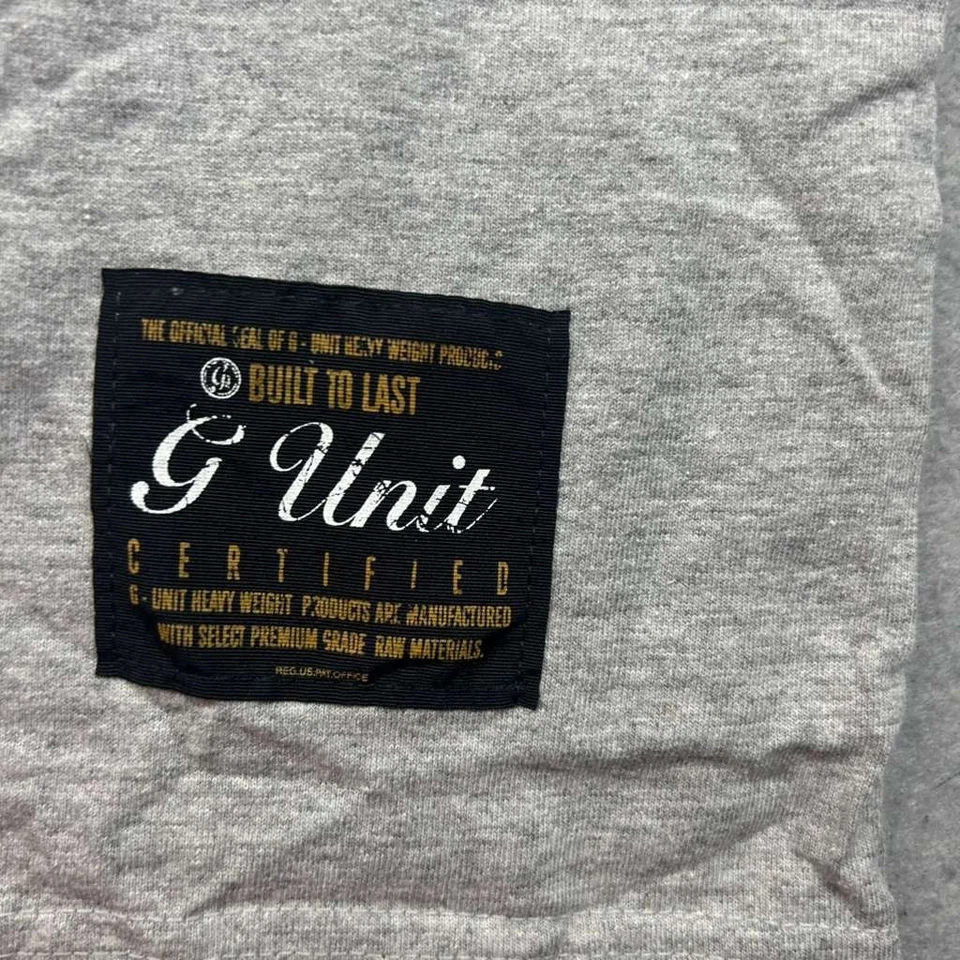 THE OFFICIAL SEAL OF G - UNIT HEAVY WEIGHT PRODUCTS
BUILT TO LAST
G Unit
CERTIFIED
G - UNIT HEAVY WEIGHT PRODUCTS ARE MANUFACTURED
WITH SELECT PREMIUM GRADE RAW MATERIALS.
REG.US.PAT.OFFICE